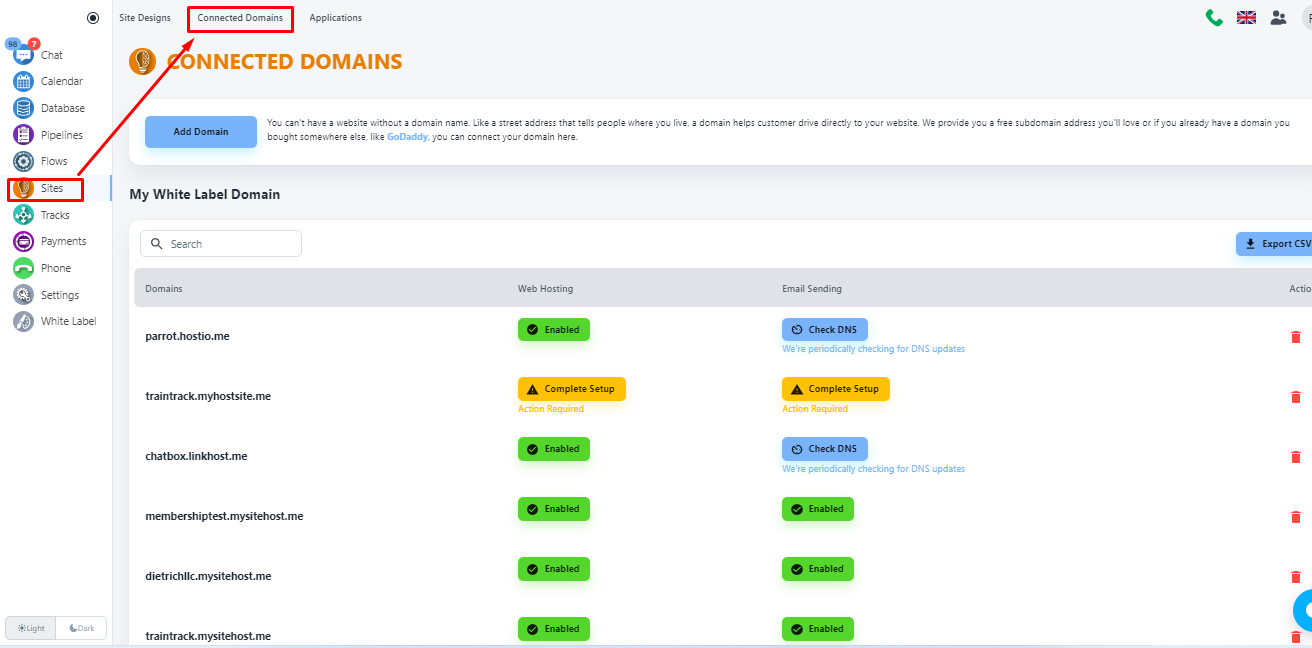 Site Designs
Connected Domains
Applications
98
7
Chat
Calendar
Database
Pipelines
Flows
Sites
Tracks
Payments
Phone
Settings
White Label
Light
Dark
CONNECTED DOMAINS
Add Domain
You can't have a website without a domain name. Like a street address that tells people where you live, a domain helps customer drive directly to your website. We provide you a free subdomain address you'll love or if you already have a domain you
bought somewhere else, like GoDaddy, you can connect your domain here.
My White Label Domain
Search
Export CSV
Domains Web Hosting Email Sending Actio
parrot.hostio.me Enabled Check DNS
We're periodically checking for DNS updates
traintrack.myhostsite.me Complete Setup Complete Setup
Action Required Action Required
chatbox.linkhost.me Enabled Check DNS
We're periodically checking for DNS updates
membershiptest.mysitehost.me Enabled Enabled
dietrichllc.mysitehost.me Enabled Enabled
traintrack.mysitehost.me Enabled Enabled